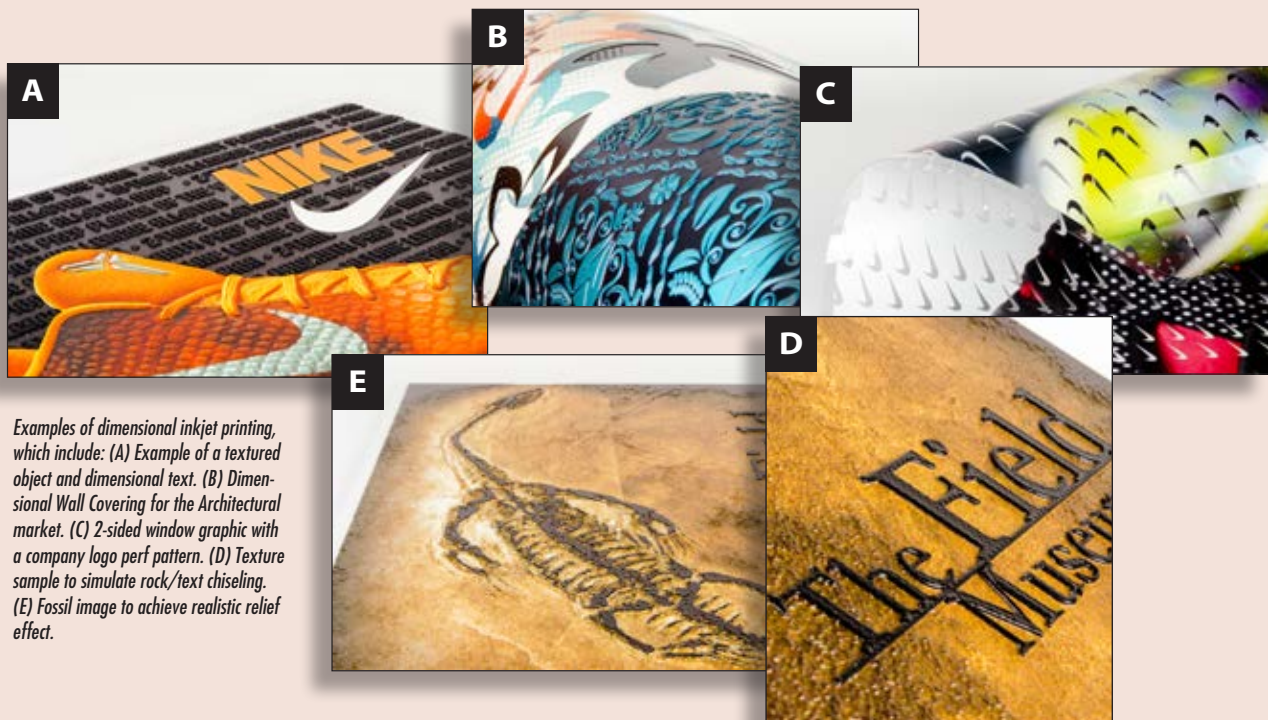 A
NIKE
B
C
E
D
The Field
Examples of dimensional inkjet printing,
which include: (A) Example of a textured
object and dimensional text. (B) Dimen-
sional Wall Covering for the Architectural
market. (C) 2-sided window graphic with
a company logo perf pattern. (D) Texture
sample to simulate rock/text chiseling.
(E) Fossil image to achieve realistic relief
effect.